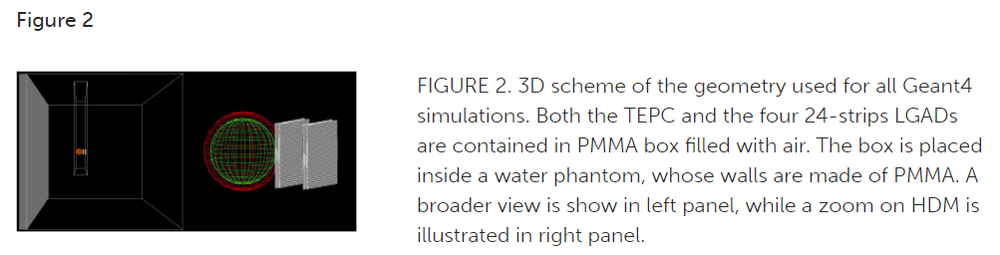 Figure 2
FIGURE 2. 3D scheme of the geometry used for all Geant4
simulations. Both the TEPC and the four 24-strips LGADs
are contained in PMMA box filled with air. The box is placed
inside a water phantom, whose walls are made of PMMA. A
broader view is show in left panel, while a zoom on HDM is
illustrated in right panel.